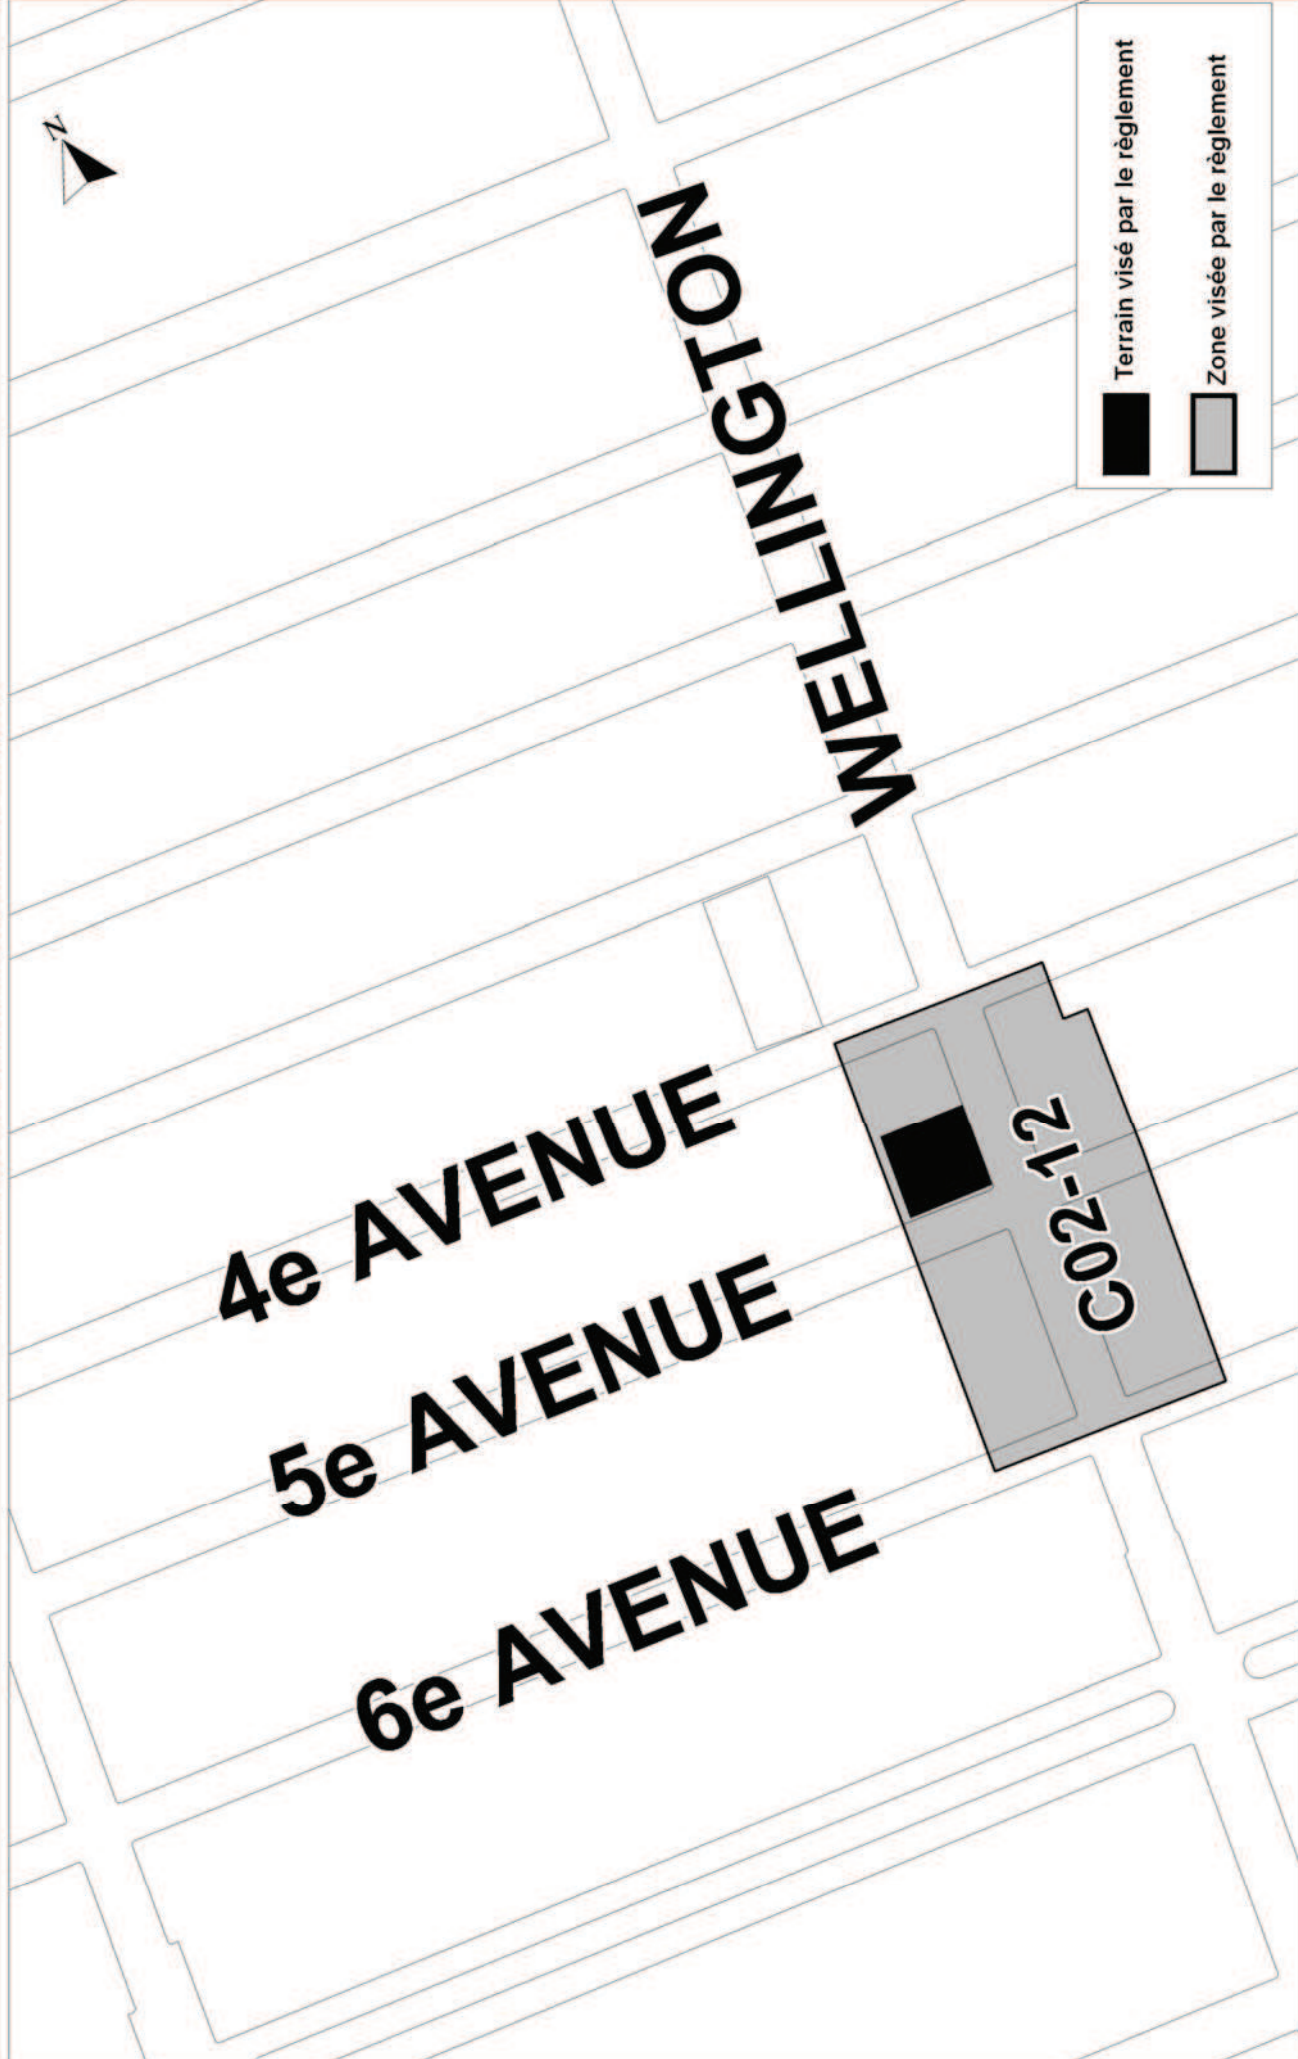 N
WELLINGTON
4e AVENUE
5e AVENUE
6e AVENUE
C02-12
Terrain visé par le règlement
Zone visée par le règlement